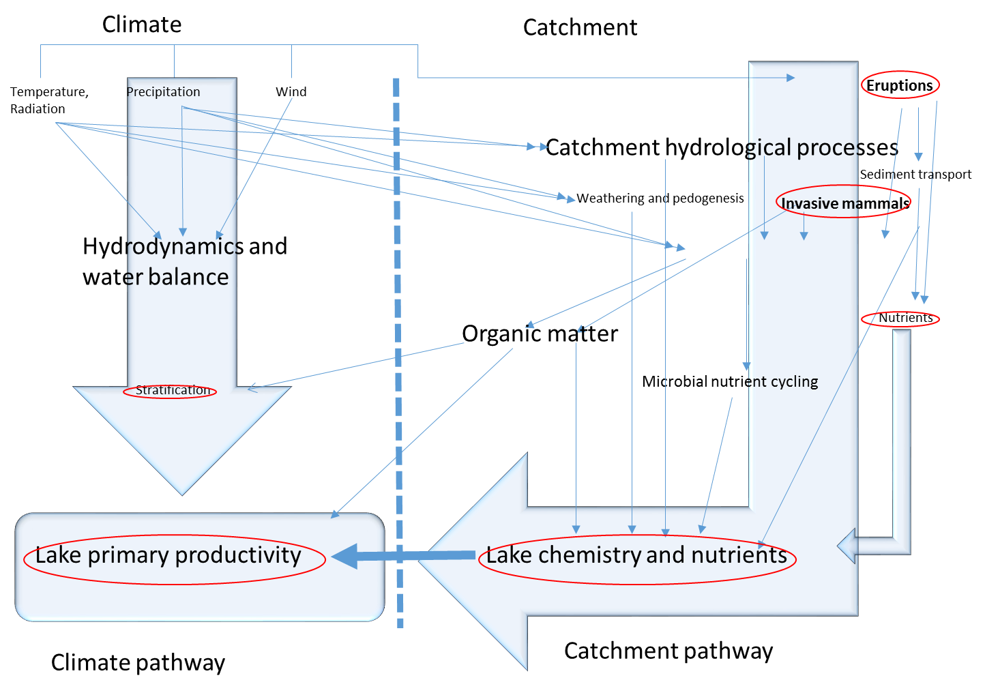 Climate
Catchment
Temperature,
Radiation
Precipitation
Wind
Eruptions
Catchment hydrological processes
Sediment transport
Weathering and pedogenesis
Invasive mammals
Hydrodynamics and
water balance
Nutrients
Organic matter
Microbial nutrient cycling
Stratification
Lake primary productivity
Lake chemistry and nutrients
Climate pathway
Catchment pathway